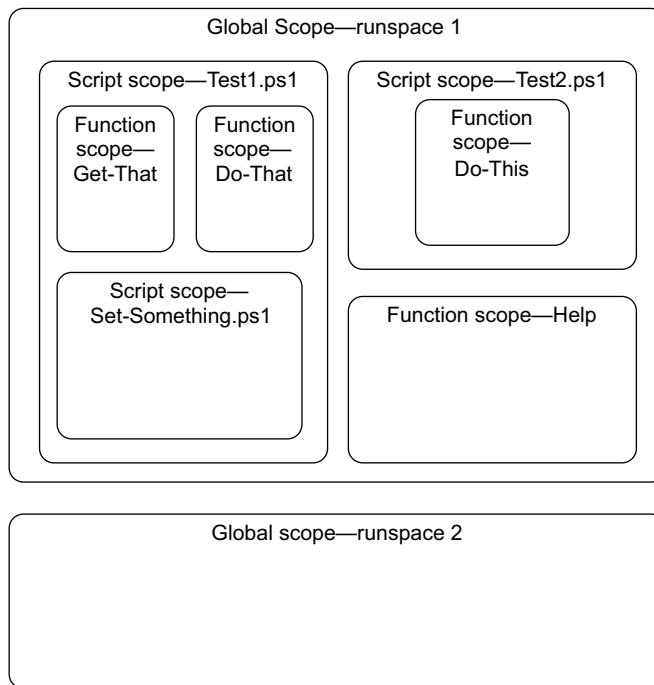 Global Scope—runspace 1
Script scope—Test1.ps1
Function
scope—
Get-That
Function
scope—
Do-That
Script scope—
Set-Something.ps1
Script scope—Test2.ps1
Function
scope—
Do-This
Function scope—Help
Global scope—runspace 2